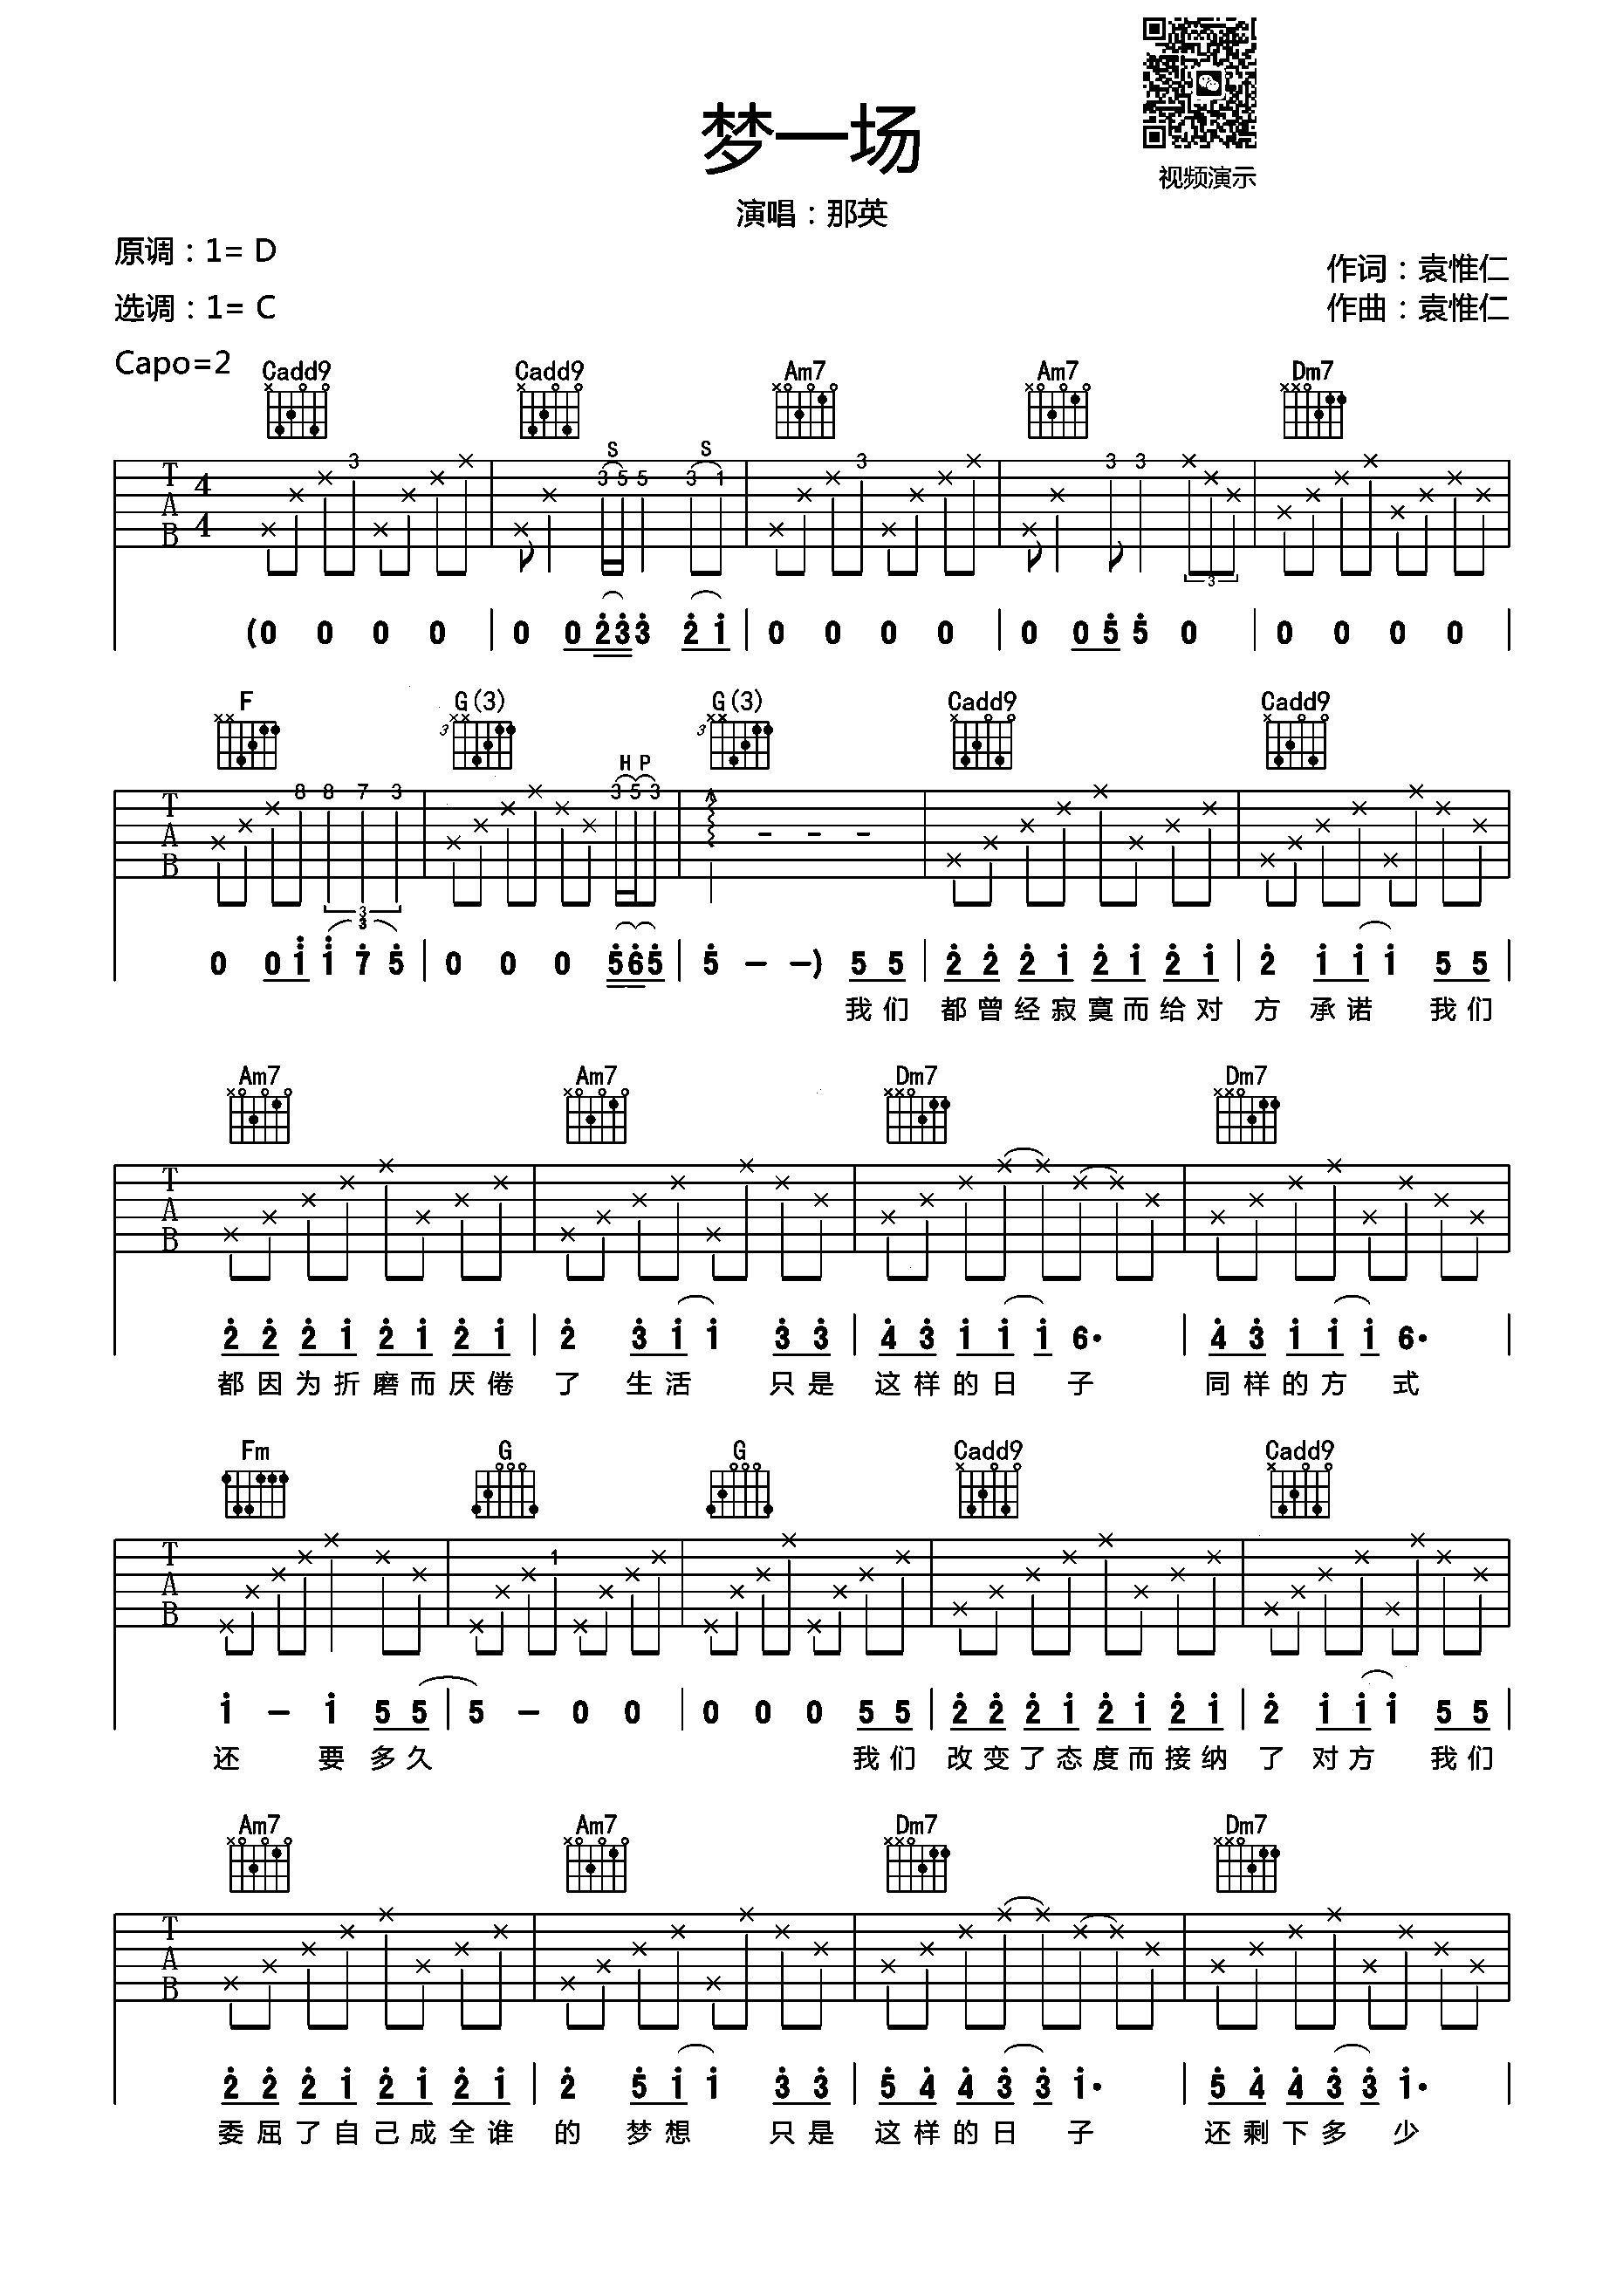 视频演示
梦一场
演唱：那英
原调：1= D
作词：袁惟仁
选调：1= C
作曲：袁惟仁
Capo=2
Cadd9 Cadd9 Am7 Am7 Dm7
S S
T A B 4 4 3 3 5 5 3 1 3 3 3 3
(0 0 0 0 | 0 0 2 3 3 2 1 | 0 0 0 0 | 0 0 5 5 0 | 0 0 0 0 |
F G(3) G(3) Cadd9 Cadd9
3 3
H P
T A B 8 8 7 3 3 5 3
3
3
0 0 1 1 7 5 | 0 0 0 5 6 5 | 5 – –) 5 5 | 2 2 2 1 2 1 2 1 | 2 1 1 1 5 5 |
我们 都曾经寂寞而给对 方 承诺 我们
Am7 Am7 Dm7 Dm7
T A B
2 2 2 1 2 1 2 1 | 2 3 1 1 3 3 | 4 3 1 1 1 6· | 4 3 1 1 1 6·
都因为折磨而厌倦 了 生活 只是 这样的日 子 同样的方 式
Fm G G Cadd9 Cadd9
T A B 1
1 – 1 5 5 | 5 – 0 0 | 0 0 0 5 5 | 2 2 2 1 2 1 2 1 | 2 1 1 1 5 5 |
还 要 多久 我们 改变了态度而接纳 了 对方 我们
Am7 Am7 Dm7 Dm7
T A B
2 2 2 1 2 1 2 1 | 2 5 1 1 3 3 | 5 4 4 3 3 1· | 5 4 4 3 3 1· |
委屈了自己成全谁 的 梦想 只是 这样的日 子 还剩下多 少